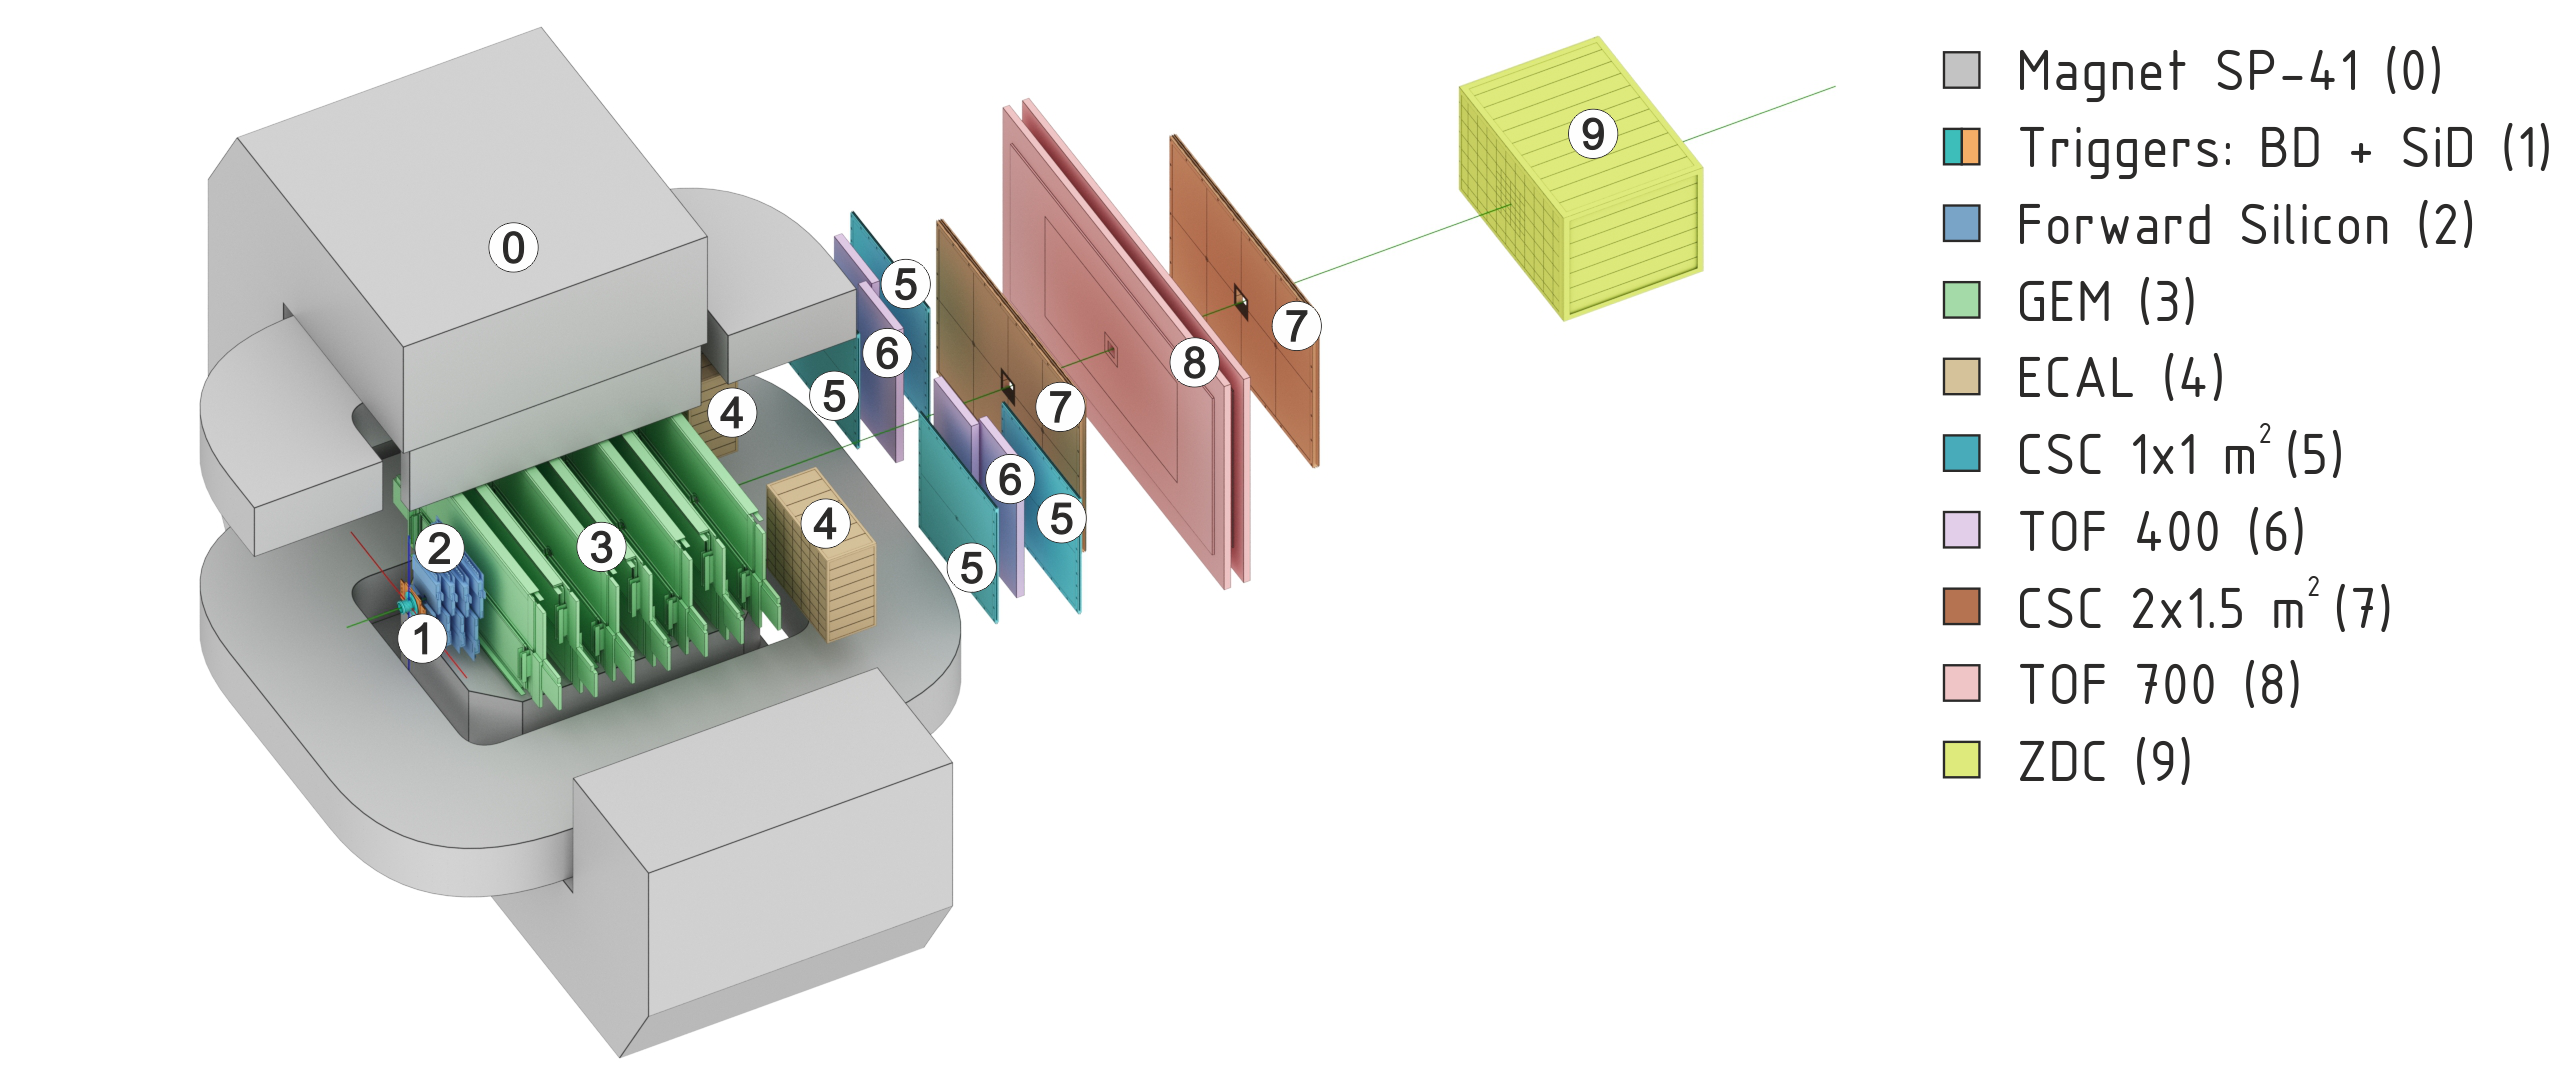 0
5
6
5
4
7
8
7
9
4
6
5
5
2
3
1
Magnet SP-41 (0)
Triggers: BD + SiD (1)
Forward Silicon (2)
GEM (3)
ECAL (4)
CSC 1x1 m² (5)
TOF 400 (6)
CSC 2x1.5 m² (7)
TOF 700 (8)
ZDC (9)